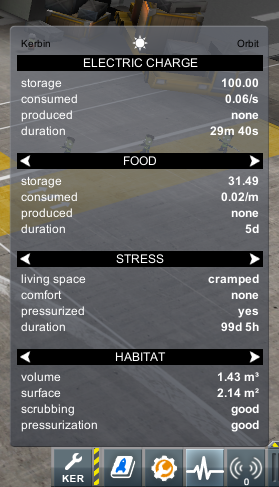 Kerbin Orbit
ELECTRIC CHARGE
storage 100.00
consumed 0.06/s
produced none
duration 29m 40s
FOOD
storage 31.49
consumed 0.02/m
produced none
duration 5d
STRESS
living space cramped
comfort none
pressurized yes
duration 99d 5h
HABITAT
volume 1.43 m³
surface 2.14 m²
scrubbing good
pressurization good
KER 0